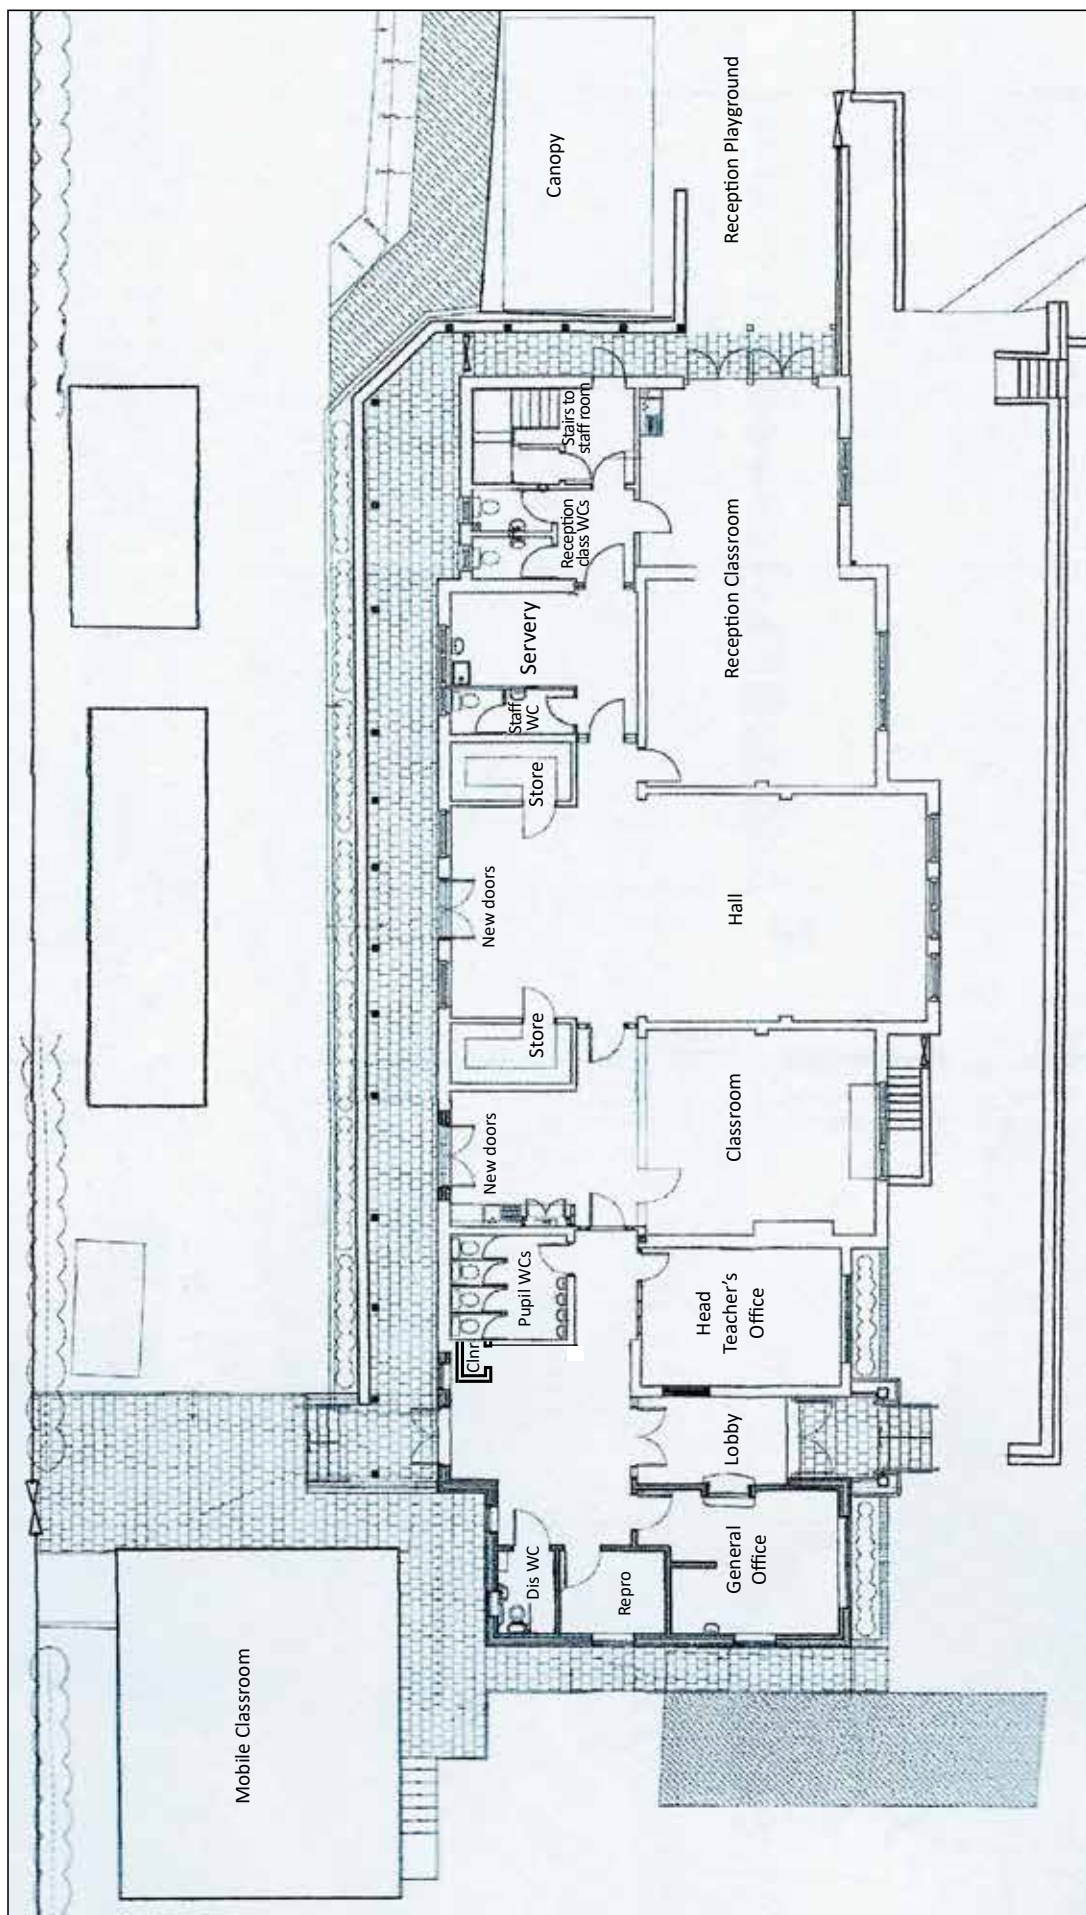 Mobile Classroom
Dis WC
Repro
General
Office
Lobby
Clnr
Pupil WCs
Head
Teacher's
Office
New doors
Classroom
Store
New doors
Hall
Store
Staff
WC
Servery
Reception
class WCs
Reception Classroom
Stairs to
staff room
Canopy
Reception Playground